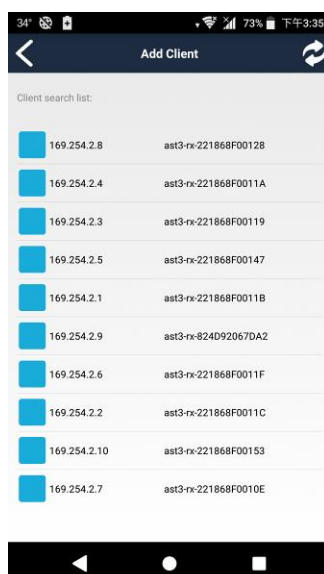 34° 73% 下午3:35
Add Client
Client search list:
169.254.2.8 ast3-rx-221868F00128
169.254.2.4 ast3-rx-221868F0011A
169.254.2.3 ast3-rx-221868F00119
169.254.2.5 ast3-rx-221868F00147
169.254.2.1 ast3-rx-221868F0011B
169.254.2.9 ast3-rx-824D92067DA2
169.254.2.6 ast3-rx-221868F0011F
169.254.2.2 ast3-rx-221868F0011C
169.254.2.10 ast3-rx-221868F00153
169.254.2.7 ast3-rx-221868F0010E